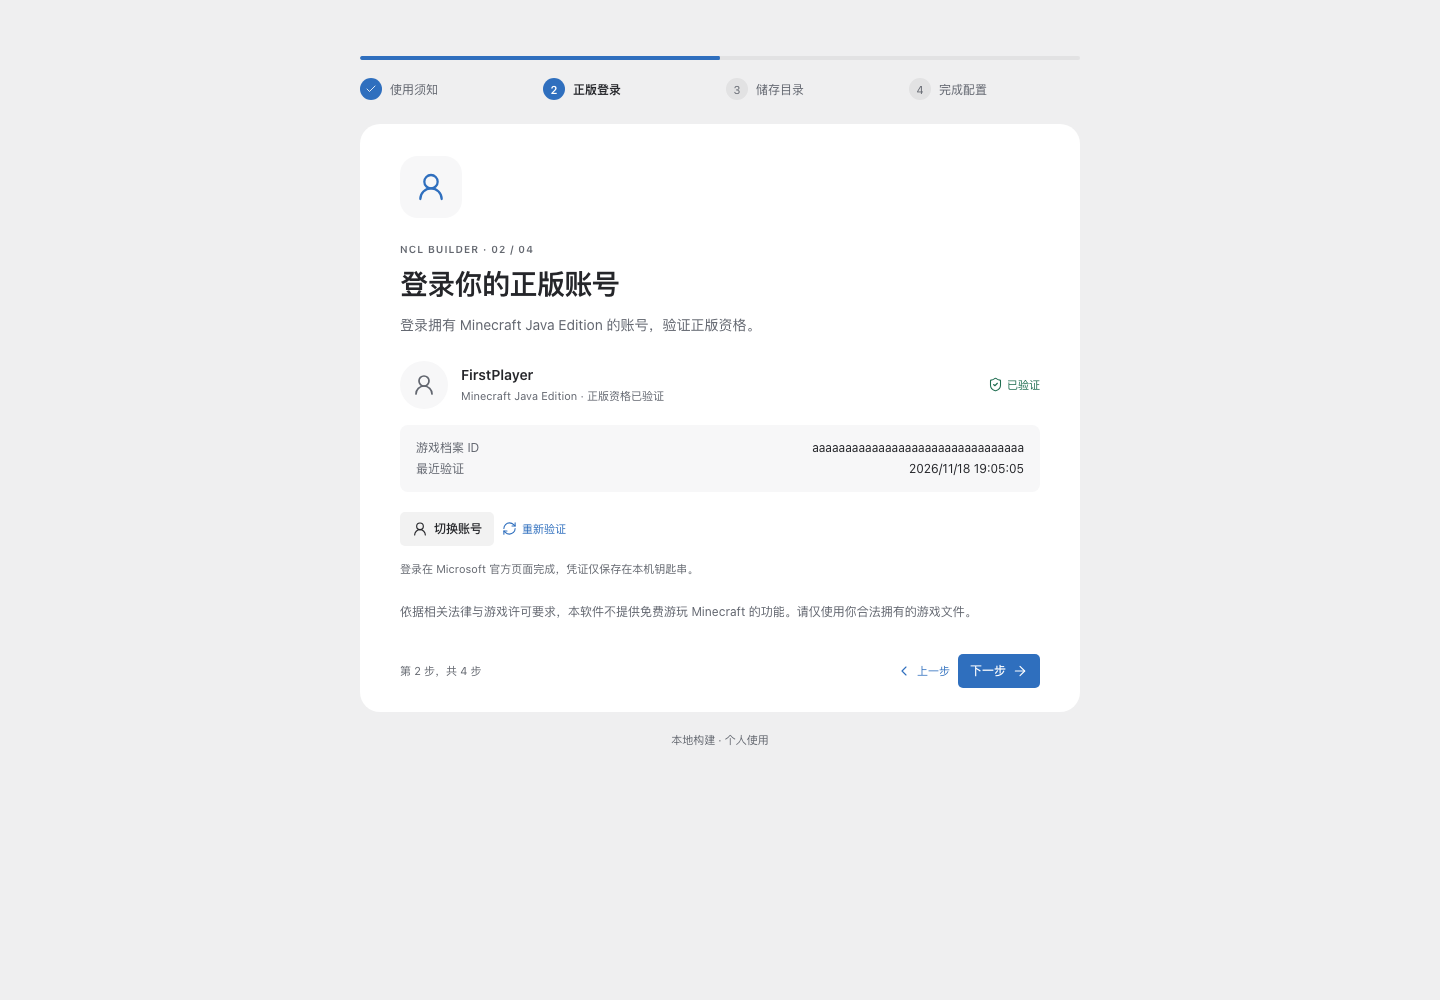 使用须知
2 正版登录
3 储存目录
4 完成配置
NCL BUILDER · 02 / 04
登录你的正版账号
登录拥有 Minecraft Java Edition 的账号，验证正版资格。
FirstPlayer
Minecraft Java Edition · 正版资格已验证
已验证
游戏档案 ID aaaaaaaaaaaaaaaaaaaaaaaaaaaaaaaa
最近验证 2026/11/18 19:05:05
切换账号 重新验证
登录在 Microsoft 官方页面完成，凭证仅保存在本机钥匙串。
依据相关法律与游戏许可要求，本软件不提供免费游玩 Minecraft 的功能。请仅使用你合法拥有的游戏文件。
第 2 步，共 4 步
上一步 下一步
本地构建 · 个人使用